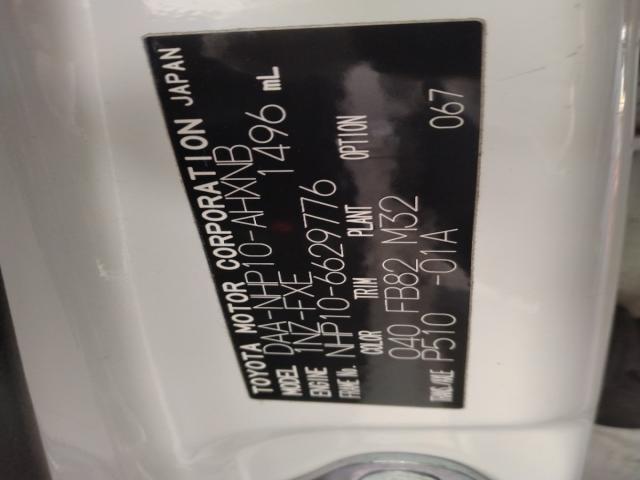 TOYOTA MOTOR CORPORATION JAPAN
MODEL DAA-NHP10-AHXNB
ENGINE 1NZ-FXE 1496 mL
FRAME No. NHP10-6629776
COLOR TRIM PLANT OPTION
040 FB82 M32
TRANS./AXLE P510 -01A 067